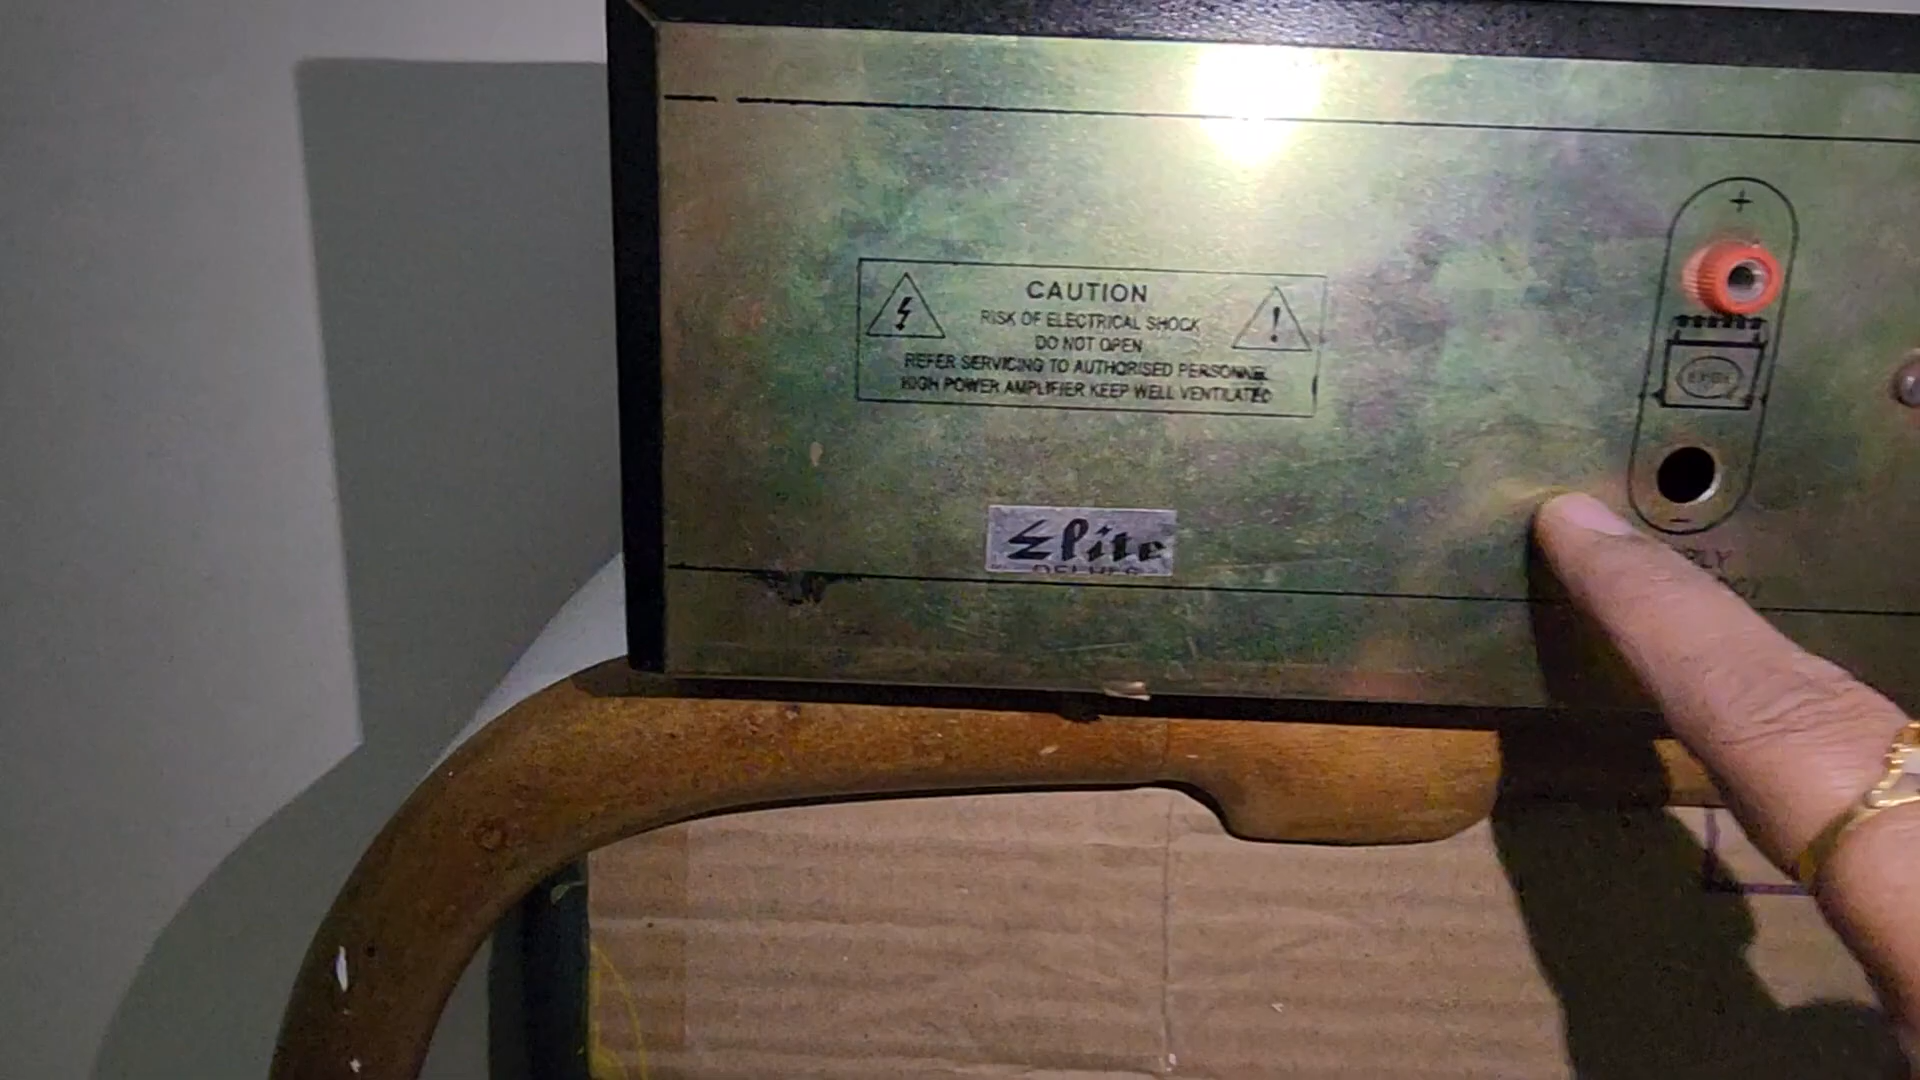 CAUTION
RISK OF ELECTRICAL SHOCK
DO NOT OPEN
REFER SERVICING TO AUTHORISED PERSONNEL
HIGH POWER AMPLIFIER KEEP WELL VENTILATED
!
+
-
Elite